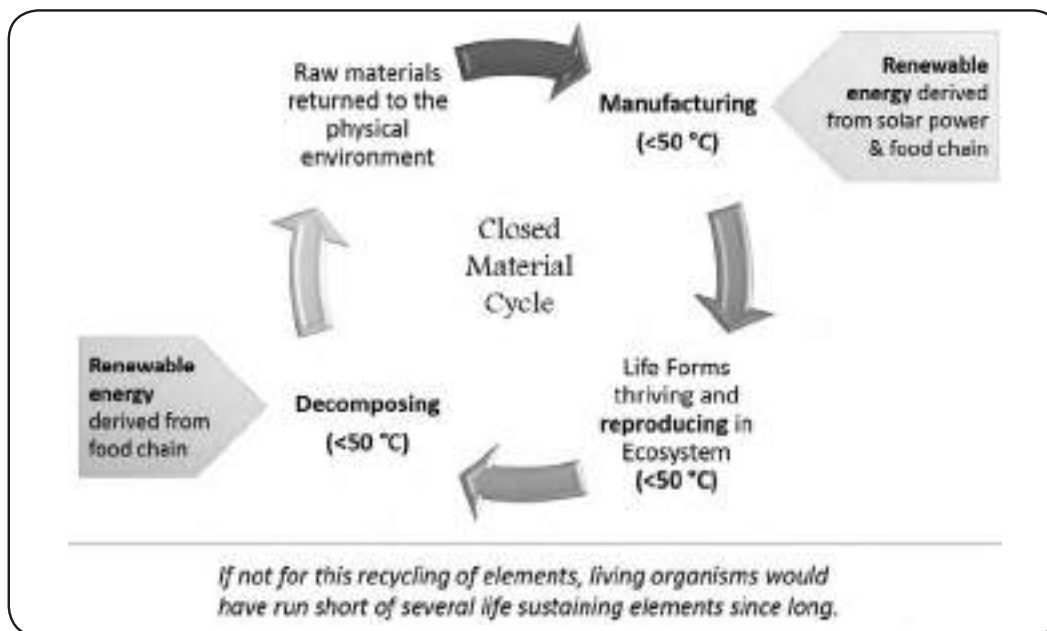 Raw materials
returned to the
physical
environment
Manufacturing
(<50 °C)
Renewable
energy derived
from solar power
& food chain
Closed
Material
Cycle
Life Forms
thriving and
reproducing in
Ecosystem
(<50 °C)
Decomposing
(<50 °C)
Renewable
energy
derived from
food chain
If not for this recycling of elements, living organisms would
have run short of several life sustaining elements since long.